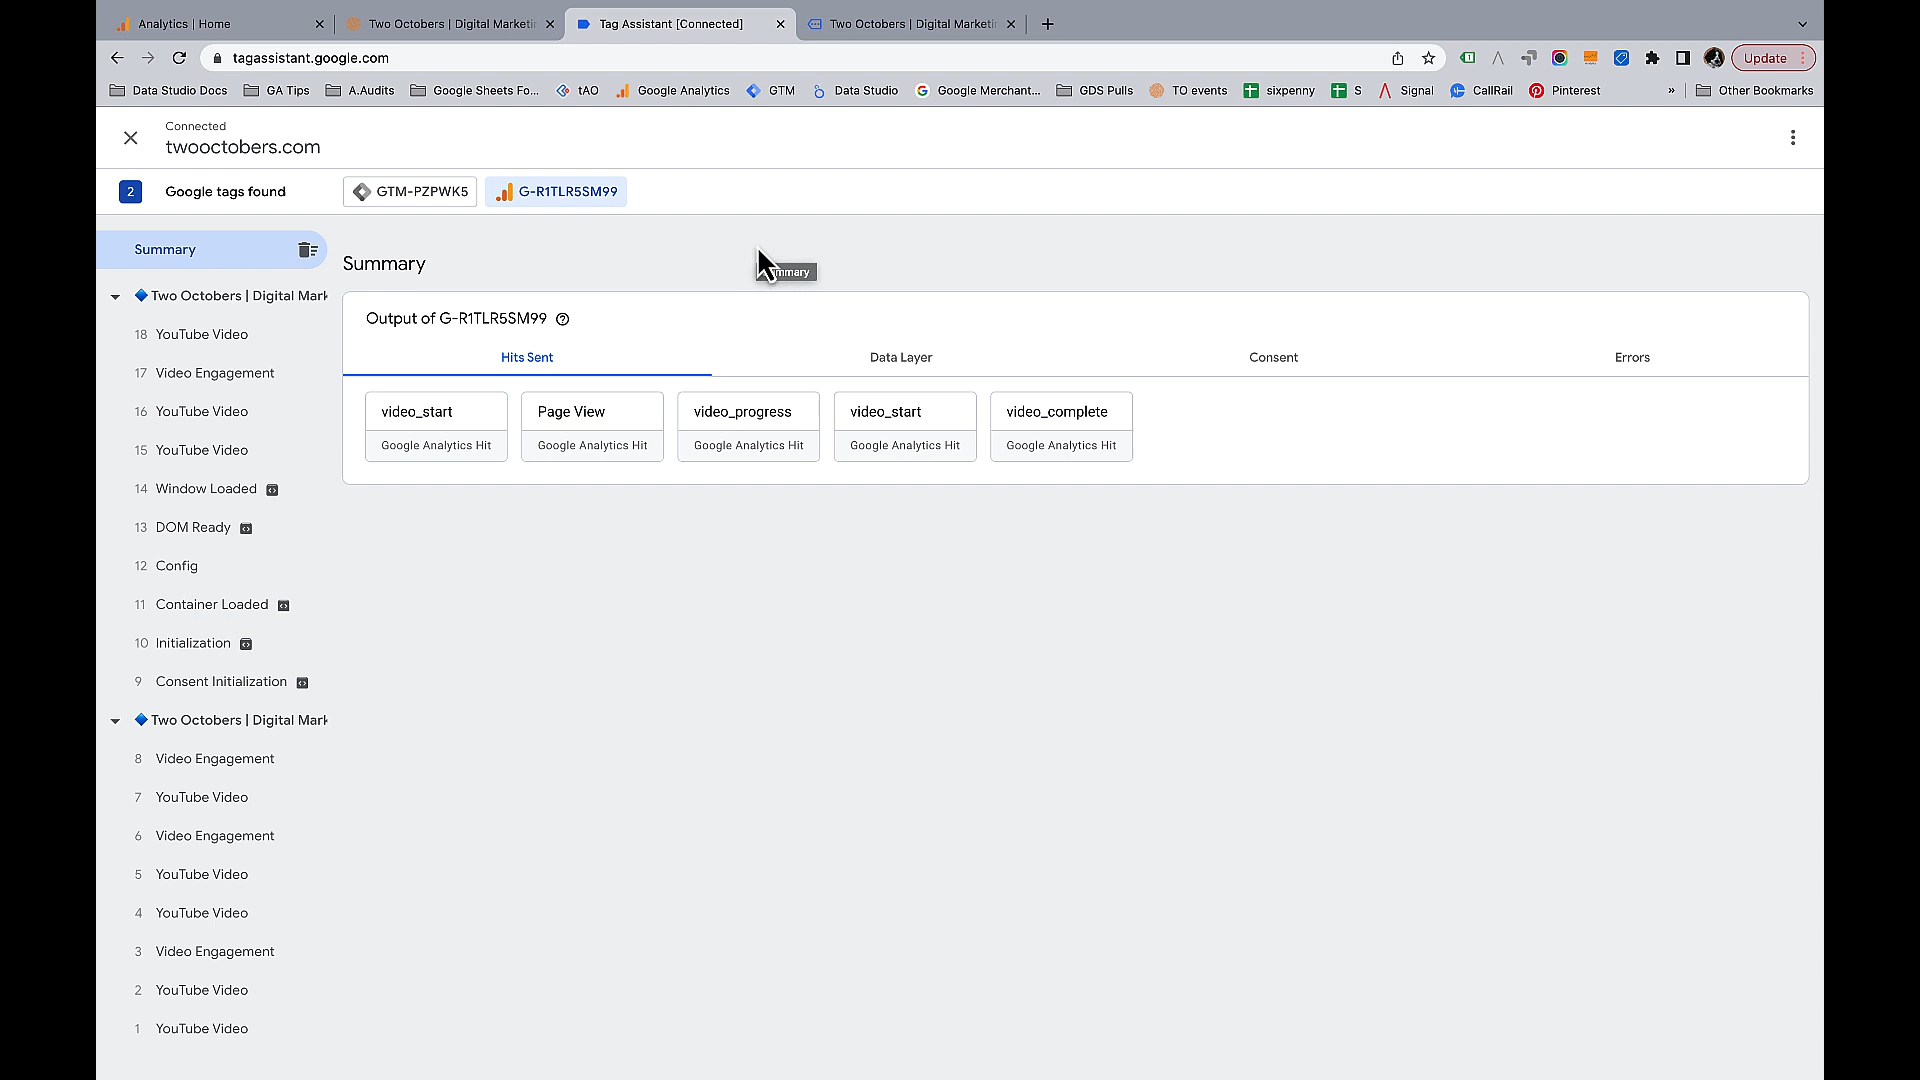 Analytics | Home
Two Octobers | Digital Marketin
Tag Assistant [Connected]
Two Octobers | Digital Marketin
tagassistant.google.com
Update
Data Studio Docs
GA Tips
A.Audits
Google Sheets Fo...
tAO
Google Analytics
GTM
Data Studio
Google Merchant...
GDS Pulls
TO events
sixpenny
S
Signal
CallRail
Pinterest
»
Other Bookmarks
Connected
twooctobers.com
2
Google tags found
GTM-PZPWK5
G-R1TLR5SM99
Summary
Summary
Output of G-R1TLR5SM99
Hits Sent
Data Layer
Consent
Errors
video_start
Google Analytics Hit
Page View
Google Analytics Hit
video_progress
Google Analytics Hit
video_start
Google Analytics Hit
video_complete
Google Analytics Hit
Two Octobers | Digital Mark
18 YouTube Video
17 Video Engagement
16 YouTube Video
15 YouTube Video
14 Window Loaded
13 DOM Ready
12 Config
11 Container Loaded
10 Initialization
9 Consent Initialization
Two Octobers | Digital Mark
8 Video Engagement
7 YouTube Video
6 Video Engagement
5 YouTube Video
4 YouTube Video
3 Video Engagement
2 YouTube Video
1 YouTube Video